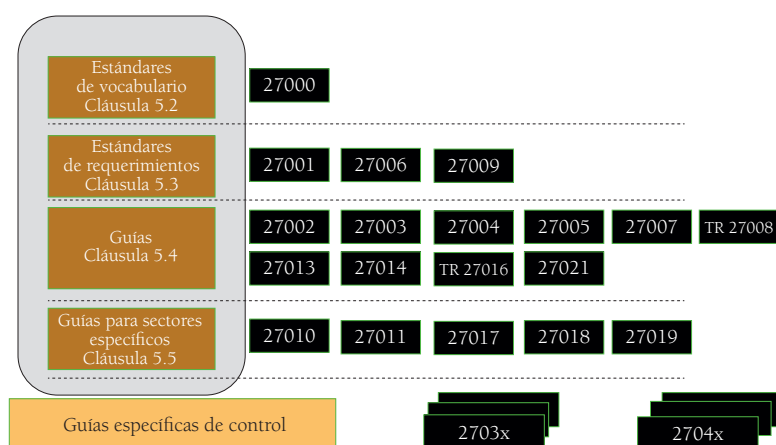 Estándares
de vocabulario
Cláusula 5.2
27000
Estándares
de requerimientos
Cláusula 5.3
27001 27006 27009
Guías
Cláusula 5.4
27002 27003 27004 27005 27007 TR 27008
27013 27014 TR 27016 27021
Guías para sectores
específicos
Cláusula 5.5
27010 27011 27017 27018 27019
Guías específicas de control
2703x 2704x